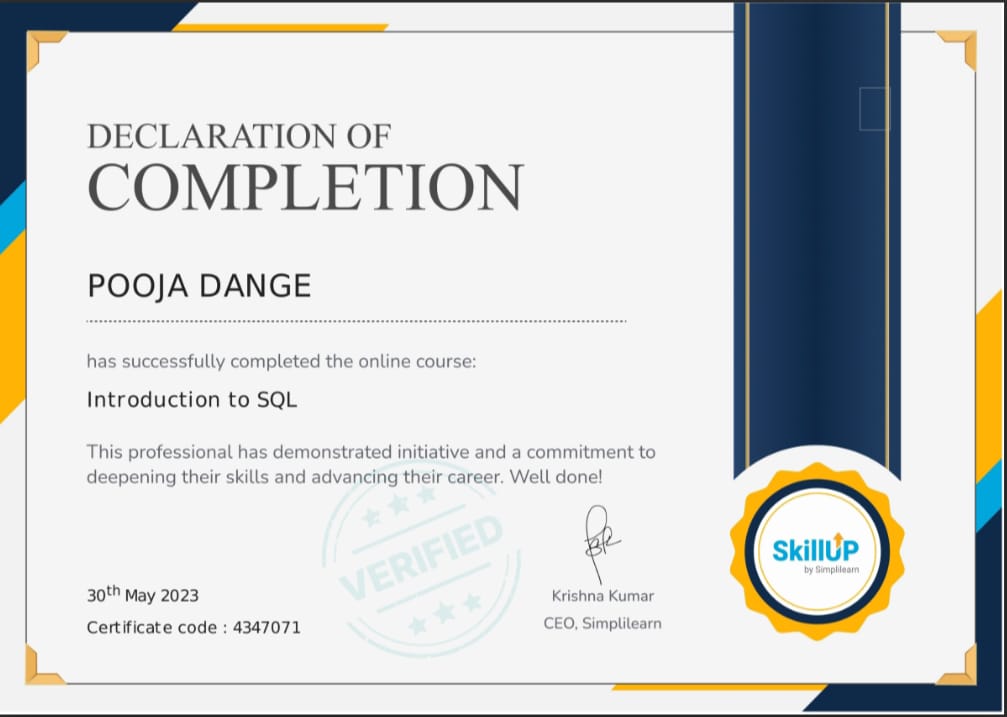 DECLARATION OF
COMPLETION
POOJA DANGE
has successfully completed the online course:
Introduction to SQL
This professional has demonstrated initiative and a commitment to
deepening their skills and advancing their career. Well done!
VERIFIED
30th May 2023
Certificate code : 4347071
Krishna Kumar
CEO, Simplilearn
SkillUP
by Simplilearn